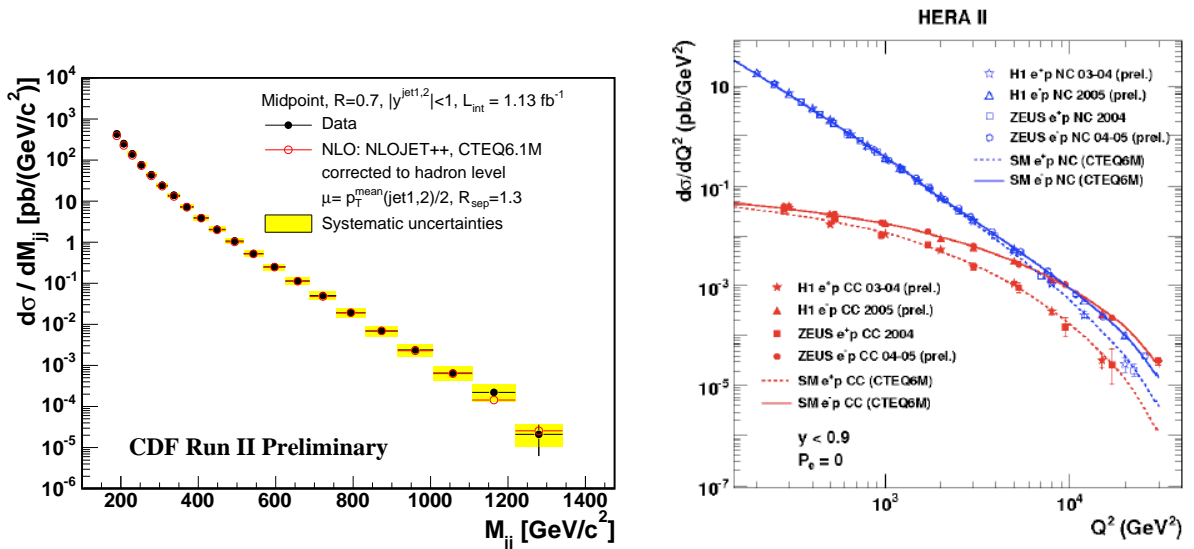 10^4
10^3
10^2
10
1
10^-1
10^-2
10^-3
10^-4
10^-5
10^-6
dσ / dM_jj [pb/(GeV/c^2)]
Midpoint, R=0.7, |y^jet1,2|<1, L_int = 1.13 fb^-1
Data
NLO: NLOJET++, CTEQ6.1M
corrected to hadron level
μ= p_T^mean(jet1,2)/2, R_sep=1.3
Systematic uncertainties
CDF Run II Preliminary
200 400 600 800 1000 1200 1400
M_jj [GeV/c^2]
HERA II
dσ/dQ^2 (pb/GeV^2)
10
1
10^-1
10^-3
10^-5
10^-7
H1 e^+p NC 03-04 (prel.)
H1 e^-p NC 2005 (prel.)
ZEUS e^+p NC 2004
ZEUS e^-p NC 04-05 (prel.)
SM e^+p NC (CTEQ6M)
SM e^-p NC (CTEQ6M)
H1 e^+p CC 03-04 (prel.)
H1 e^-p CC 2005 (prel.)
ZEUS e^+p CC 2004
ZEUS e^-p CC 04-05 (prel.)
SM e^+p CC (CTEQ6M)
SM e^-p CC (CTEQ6M)
y < 0.9
P_e = 0
10^3 10^4
Q^2 (GeV^2)